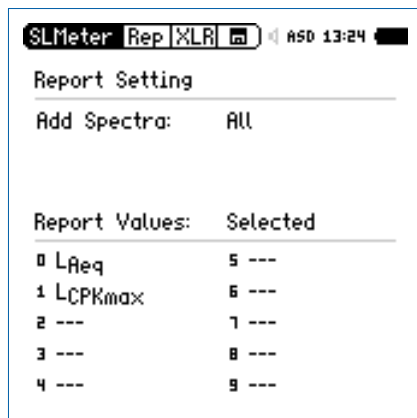 SLMeter Rep XLR ASD 13:24
Report Setting
Add Spectra: All
Report Values: Selected
0 LAeq 5 ---
1 LCPKmax 6 ---
2 --- 7 ---
3 --- 8 ---
4 --- 9 ---